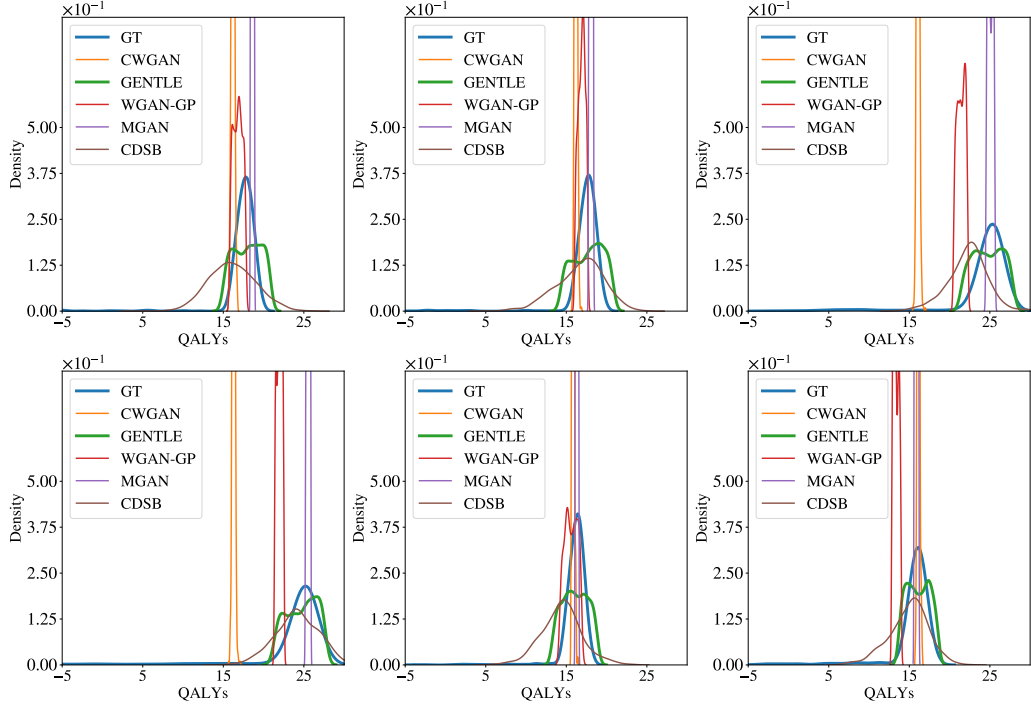 ×10⁻¹
GT
CWGAN
GENTLE
WGAN-GP
MGAN
CDSB
5.00
3.75
2.50
1.25
0.00
Density
-5
5
15
25
QALYs
×10⁻¹
GT
CWGAN
GENTLE
WGAN-GP
MGAN
CDSB
5.00
3.75
2.50
1.25
0.00
Density
-5
5
15
25
QALYs
×10⁻¹
GT
CWGAN
GENTLE
WGAN-GP
MGAN
CDSB
5.00
3.75
2.50
1.25
0.00
Density
-5
5
15
25
QALYs
×10⁻¹
GT
CWGAN
GENTLE
WGAN-GP
MGAN
CDSB
5.00
3.75
2.50
1.25
0.00
Density
-5
5
15
25
QALYs
×10⁻¹
GT
CWGAN
GENTLE
WGAN-GP
MGAN
CDSB
5.00
3.75
2.50
1.25
0.00
Density
-5
5
15
25
QALYs
×10⁻¹
GT
CWGAN
GENTLE
WGAN-GP
MGAN
CDSB
5.00
3.75
2.50
1.25
0.00
Density
-5
5
15
25
QALYs